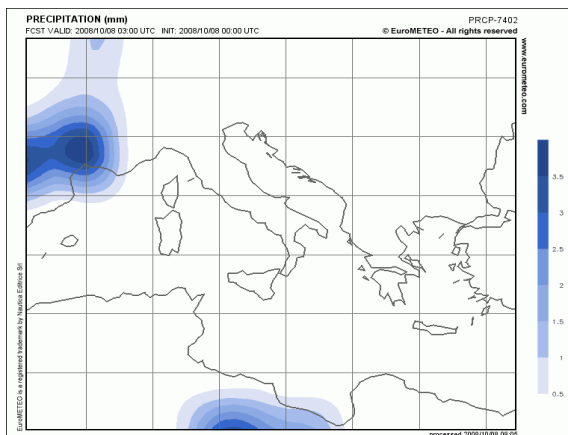 PRECIPITATION (mm)
PRCP-7402
FCST VALID: 2008/10/08 03:00 UTC INIT: 2008/10/08 00:00 UTC
© EuroMETEO - All rights reserved
www.eurometeo.com
3.5
3
2.5
2
1.5
1
0.5
EuroMETEO is a registered trademark by Nautica Editrice Srl
processed 2008/10/08 08:05